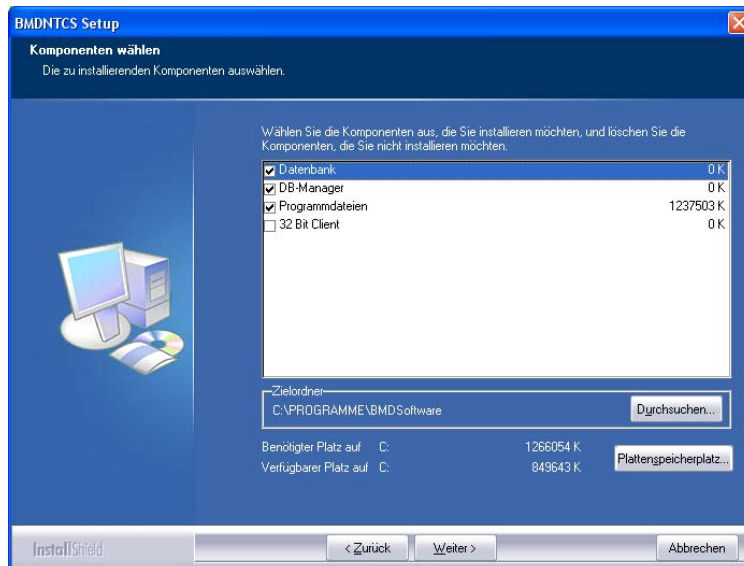 BMDNTCS Setup
Komponenten wählen
Die zu installierenden Komponenten auswählen.
Wählen Sie die Komponenten aus, die Sie installieren möchten, und löschen Sie die
Komponenten, die Sie nicht installieren möchten.
Datenbank 0 K
DB-Manager 0 K
Programmdateien 1237503 K
32 Bit Client 0 K
Zielordner
C:\PROGRAMME\BMDSoftware
Durchsuchen...
Benötigter Platz auf C: 1266054 K
Verfügbarer Platz auf C: 849643 K
Plattenspeicherplatz...
InstallShield
< Zurück Weiter > Abbrechen